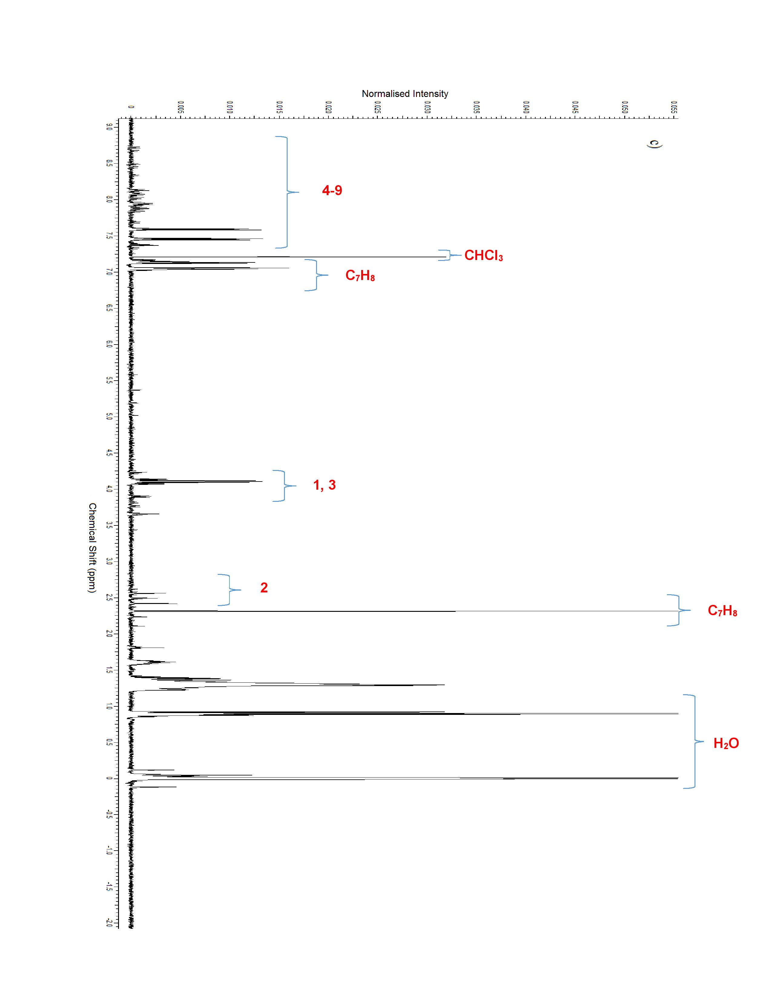 Normalised Intensity
0 0.005 0.010 0.015 0.020 0.025 0.030 0.035 0.040 0.045 0.050 0.055
c)
4-9
CHCl₃
C₇H₈
1, 3
2
C₇H₈
H₂O
9.0 8.5 8.0 7.5 7.0 6.5 6.0 5.5 5.0 4.5 4.0 3.5 3.0 2.5 2.0 1.5 1.0 0.5 0 -0.5 -1.0 -1.5 -2.0
Chemical Shift (ppm)